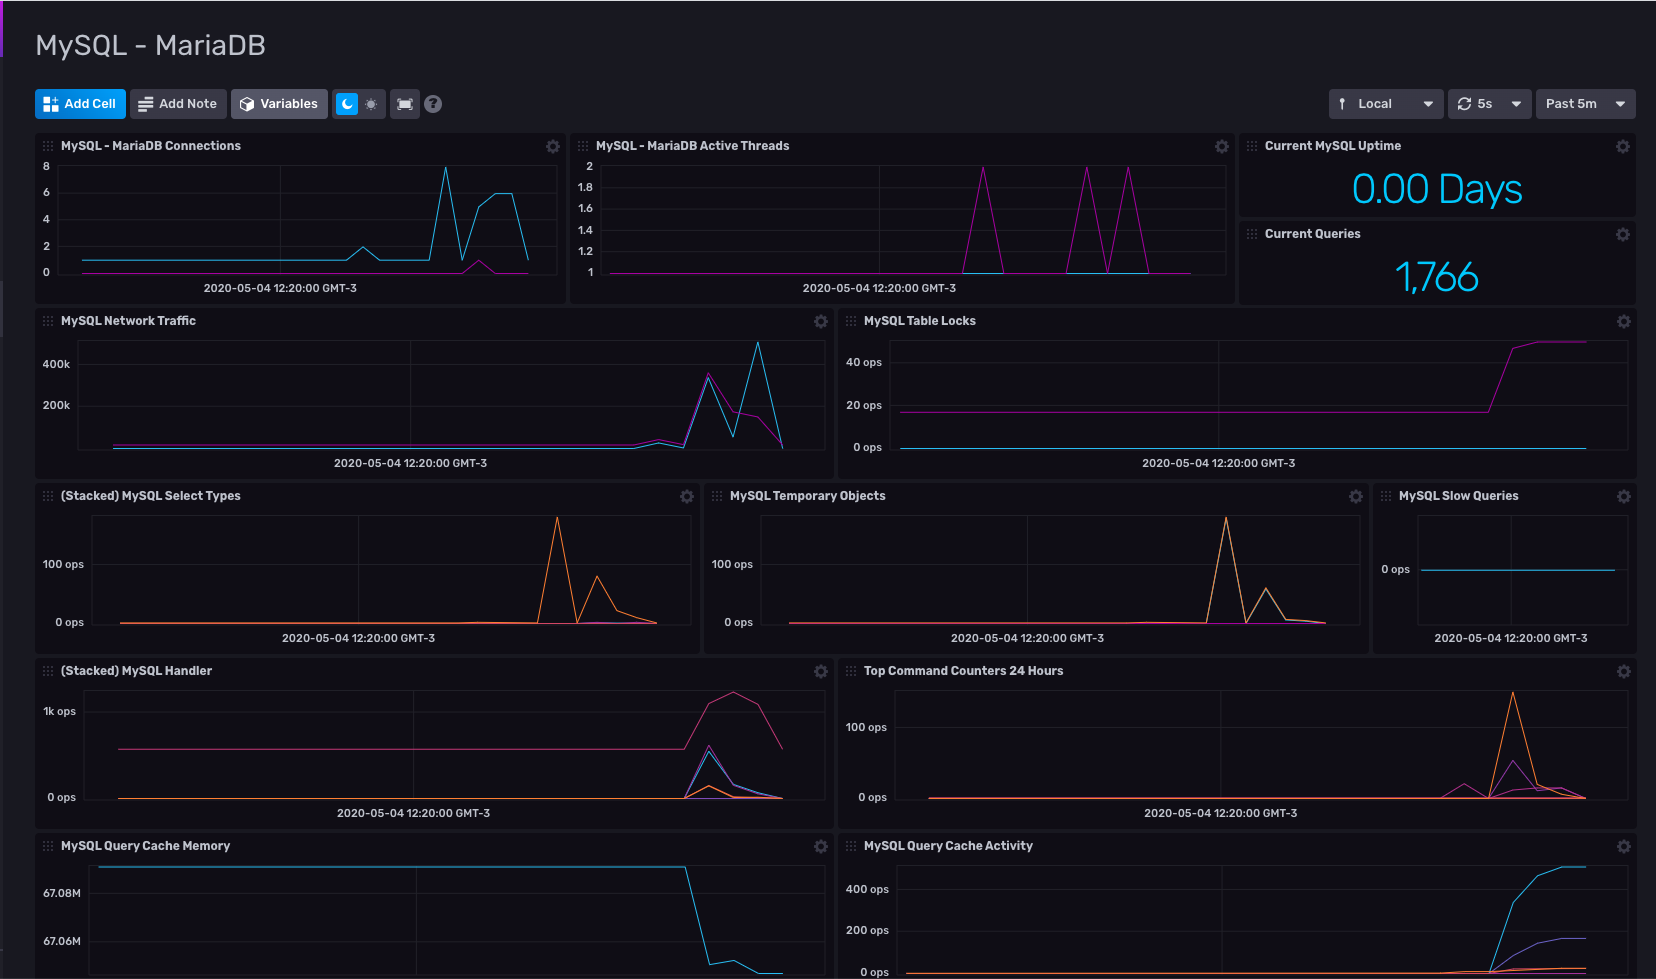 MySQL - MariaDB
Add Cell
Add Note
Variables
?
Local
5s
Past 5m
MySQL - MariaDB Connections
8
6
4
2
0
2020-05-04 12:20:00 GMT-3
MySQL - MariaDB Active Threads
2
1.8
1.6
1.4
1.2
1
2020-05-04 12:20:00 GMT-3
Current MySQL Uptime
0.00 Days
Current Queries
1,766
MySQL Network Traffic
400k
200k
2020-05-04 12:20:00 GMT-3
MySQL Table Locks
40 ops
20 ops
0 ops
2020-05-04 12:20:00 GMT-3
(Stacked) MySQL Select Types
100 ops
0 ops
2020-05-04 12:20:00 GMT-3
MySQL Temporary Objects
100 ops
0 ops
2020-05-04 12:20:00 GMT-3
MySQL Slow Queries
0 ops
2020-05-04 12:20:00 GMT-3
(Stacked) MySQL Handler
1k ops
0 ops
2020-05-04 12:20:00 GMT-3
Top Command Counters 24 Hours
100 ops
0 ops
2020-05-04 12:20:00 GMT-3
MySQL Query Cache Memory
67.08M
67.06M
MySQL Query Cache Activity
400 ops
200 ops
0 ops